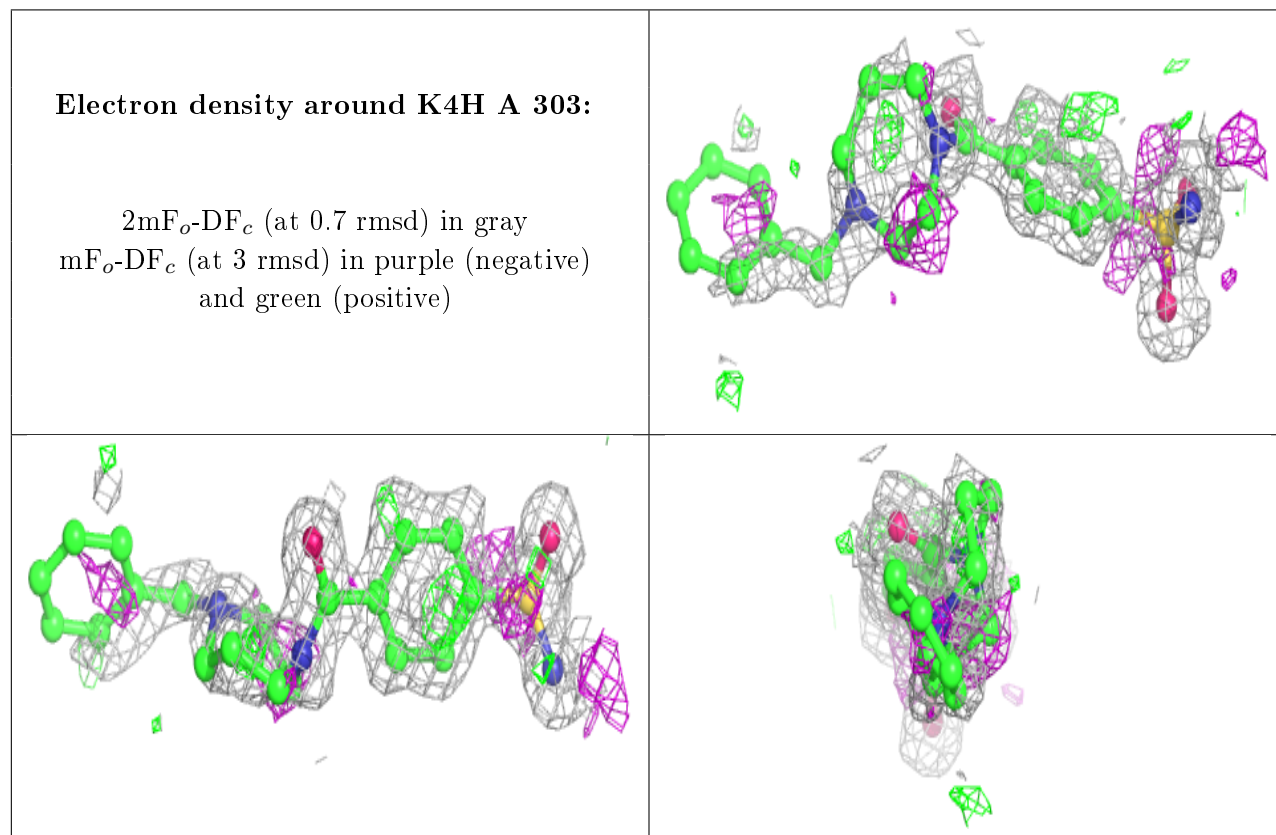 Electron density around K4H A 303:
2mFo-DFc (at 0.7 rmsd) in gray
mFo-DFc (at 3 rmsd) in purple (negative)
and green (positive)